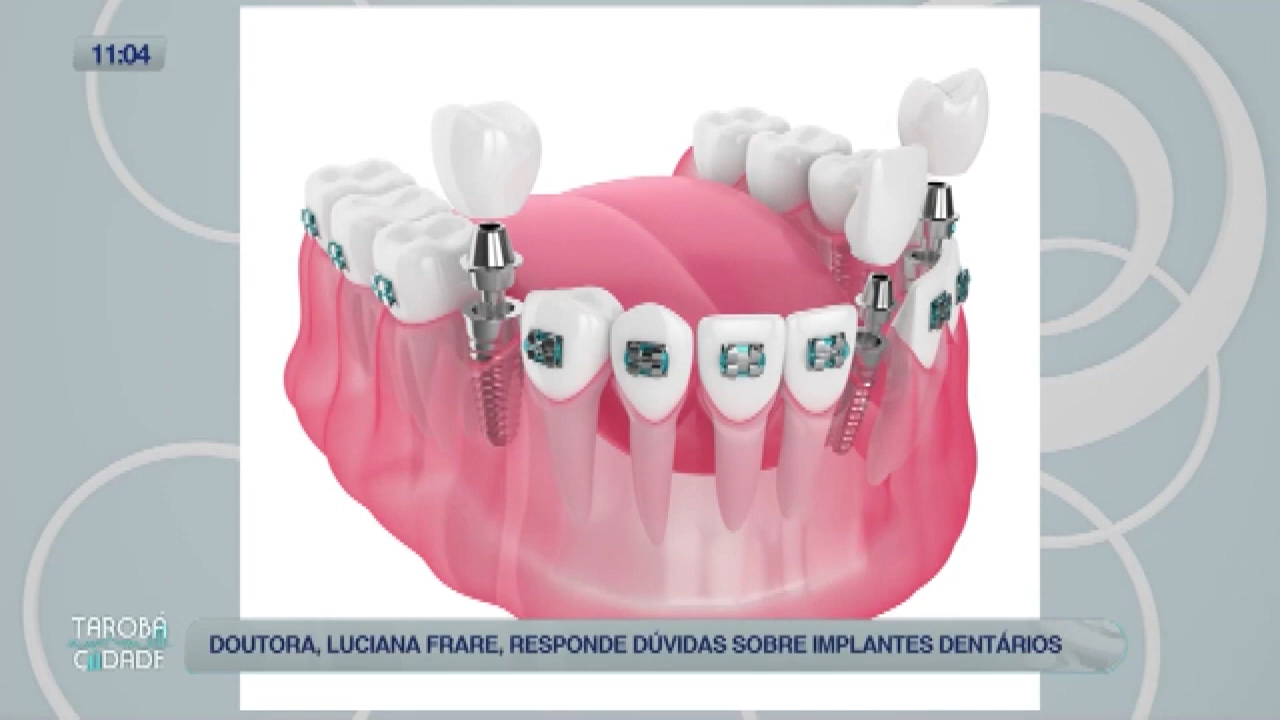 11:04
TAROBÁ
CIDADE
DOUTORA, LUCIANA FRARE, RESPONDE DÚVIDAS SOBRE IMPLANTES DENTÁRIOS